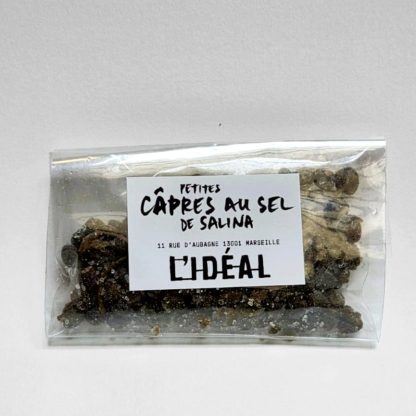 PETITES
CÂPRES AU SEL
DE SALINA
11 RUE D'AUBAGNE 13001 MARSEILLE
L'IDÉAL